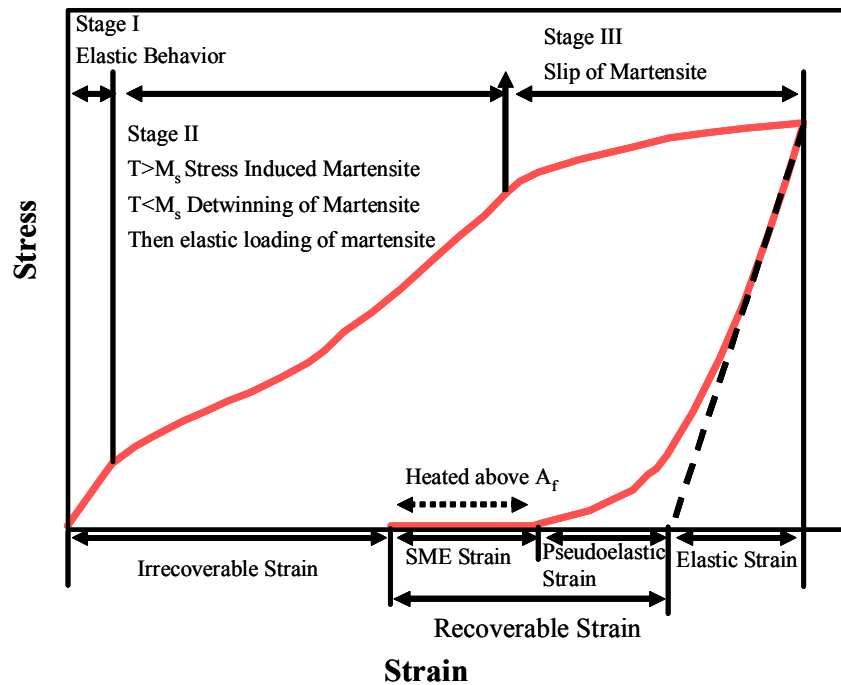 Stage I
Elastic Behavior
Stage III
Slip of Martensite
Stage II
T>Ms Stress Induced Martensite
T<Ms Detwinning of Martensite
Then elastic loading of martensite
Stress
Heated above Af
Irrecoverable Strain
SME Strain
Pseudoelastic
Strain
Elastic Strain
Recoverable Strain
Strain